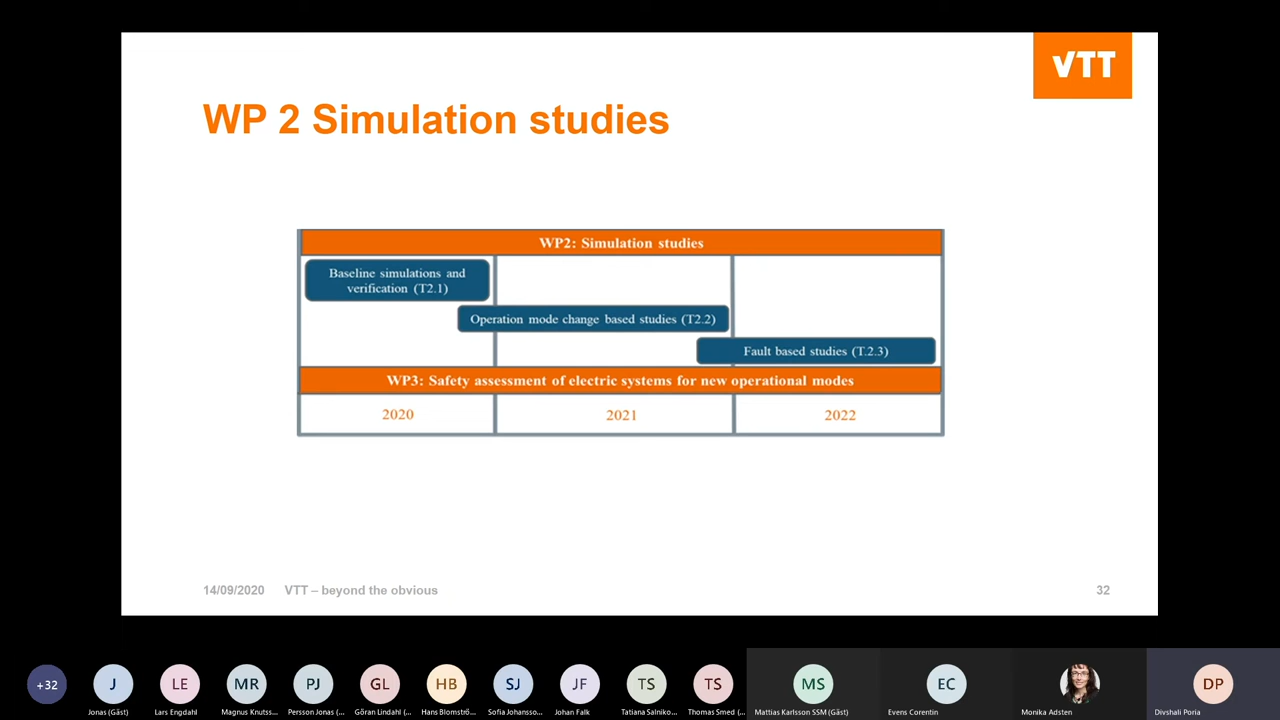 VTT
WP 2 Simulation studies
WP2: Simulation studies
Baseline simulations and
verification (T2.1)
Operation mode change based studies (T2.2)
Fault based studies (T.2.3)
WP3: Safety assessment of electric systems for new operational modes
2020
2021
2022
14/09/2020
VTT – beyond the obvious
32
+32
J
LE
MR
PJ
GL
HB
SJ
JF
TS
TS
MS
EC
DP
Jonas (Gäst)
Lars Engdahl
Magnus Knutss...
Persson Jonas (...
Göran Lindahl (...
Hans Blomströ...
Sofia Johansso...
Johan Falk
Tatiana Salniko...
Thomas Smed (...
Mattias Karlsson SSM (Gäst)
Evens Corentin
Monika Adsten
Divshali Poria